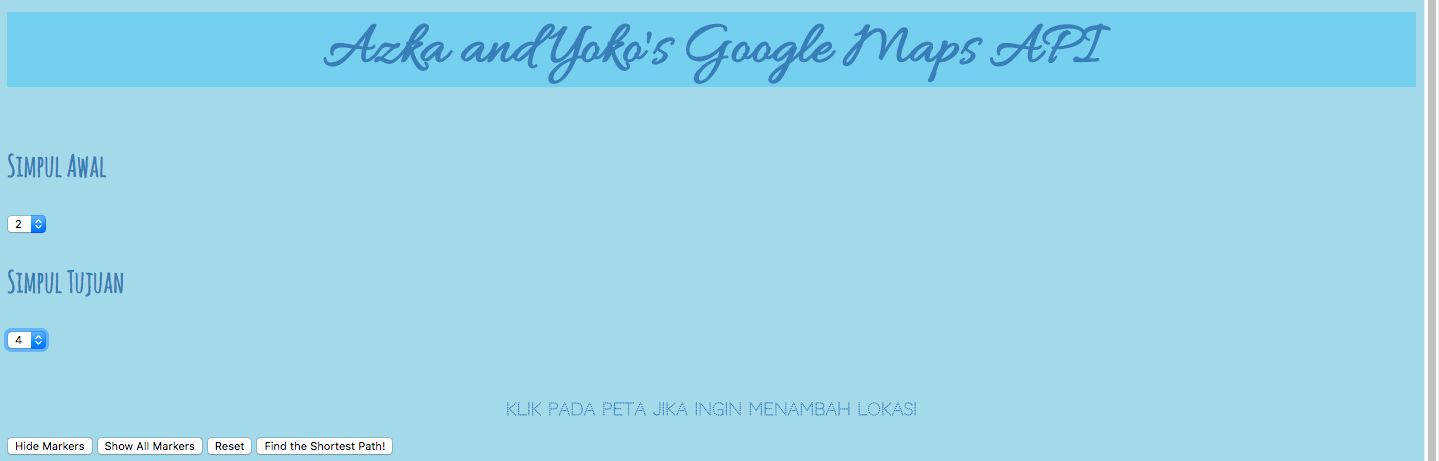 Azka and Yoko's Google Maps API
Simpul Awal
2
Simpul Tujuan
4
KLIK PADA PETA JIKA INGIN MENAMBAH LOKASI
Hide Markers Show All Markers Reset Find the Shortest Path!